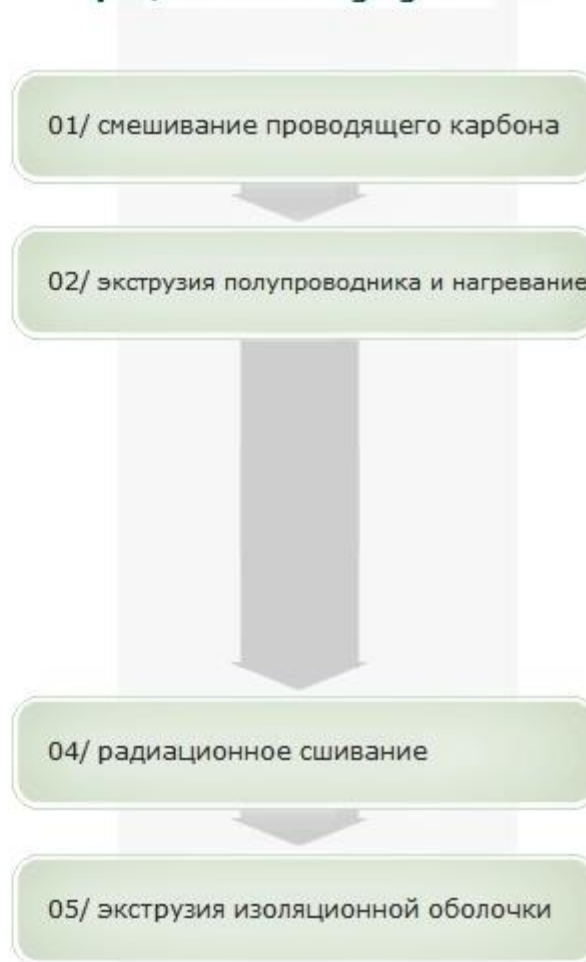 01/ смешивание проводящего карбона
02/ экструзия полупроводника и нагревание
04/ радиационное сшивание
05/ экструзия изоляционной оболочки